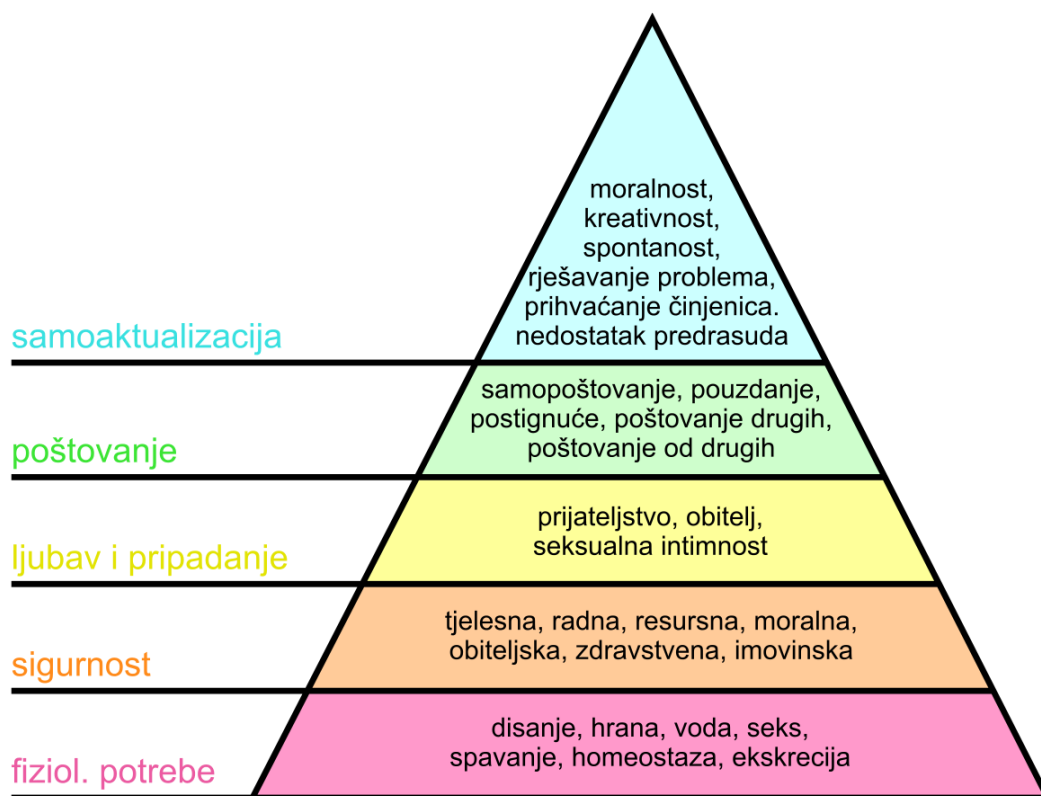 moralnost,
kreativnost,
spontanost,
rješavanje problema,
prihvaćanje činjenica.
nedostatak predrasuda
samoaktualizacija
samopoštovanje, pouzdanje,
postignuće, poštovanje drugih,
poštovanje od drugih
poštovanje
prijateljstvo, obitelj,
seksualna intimnost
ljubav i pripadanje
tjelesna, radna, resursna, moralna,
obiteljska, zdravstvena, imovinska
sigurnost
disanje, hrana, voda, seks,
spavanje, homeostaza, ekskrecija
fiziol. potrebe